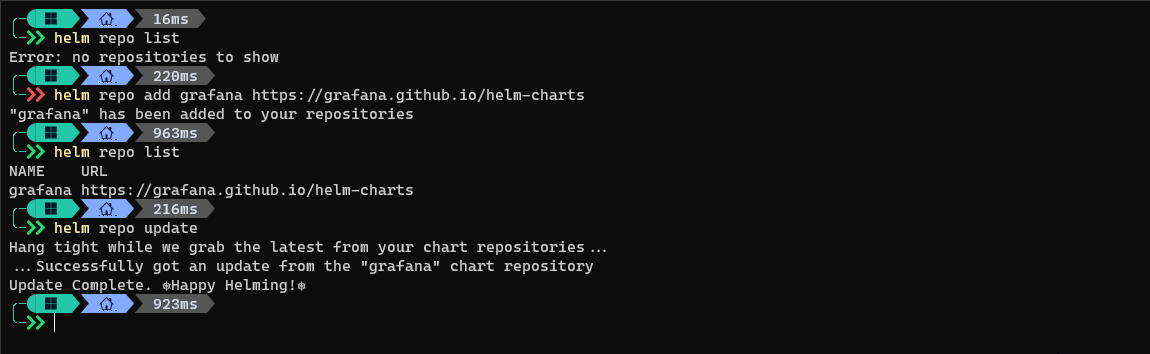 16ms
helm repo list
Error: no repositories to show
220ms
helm repo add grafana https://grafana.github.io/helm-charts
"grafana" has been added to your repositories
963ms
helm repo list
NAME    URL
grafana https://grafana.github.io/helm-charts
216ms
helm repo update
Hang tight while we grab the latest from your chart repositories...
...Successfully got an update from the "grafana" chart repository
Update Complete. ⎈Happy Helming!⎈
923ms